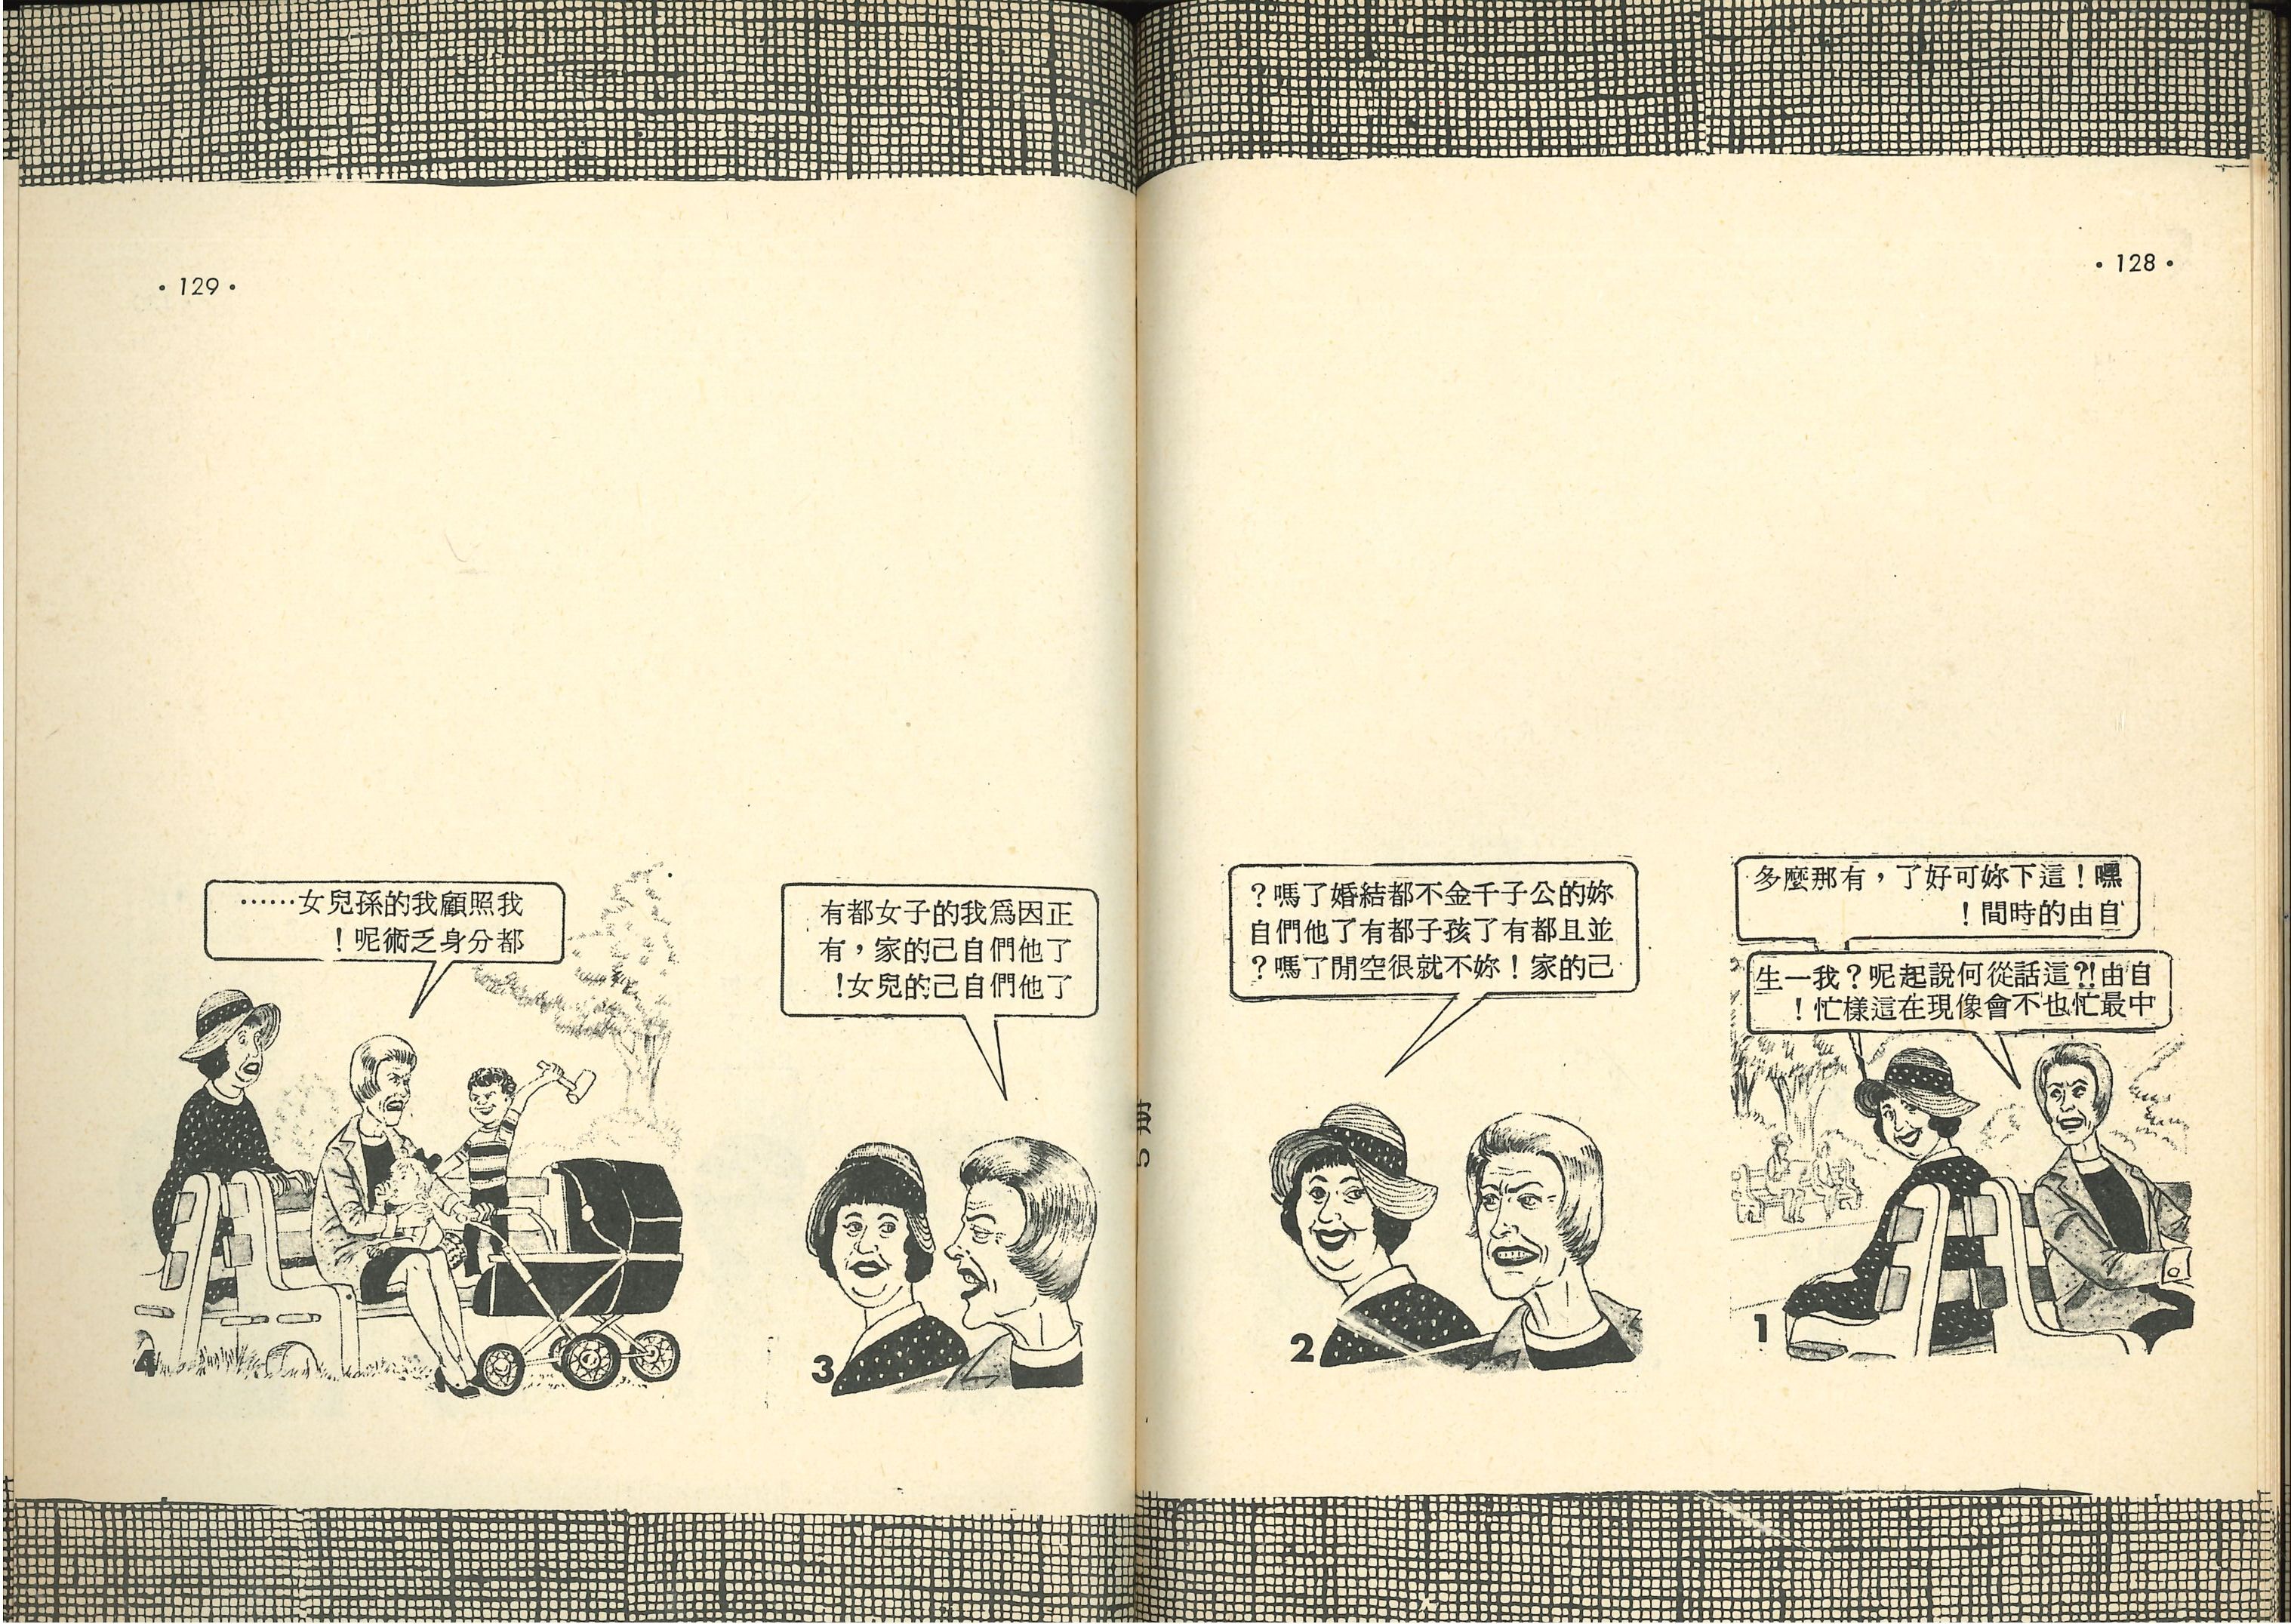 • 128 •
嘿！這下妳可好了，有那麼多
自由的時間！
自由?!這話從何說起呢？我一生
中最忙也不會像現在這樣忙！
1
妳的公子千金不都結婚了嗎？
並且都有了孩子都有了他們自
己的家！妳不就很空閒了嗎？
2
• 129 •
正因爲我的子女都有
了他們自己的家，有
了他們自己的兒女！
3
我照顧我的孫兒女……
都分身乏術呢！
4